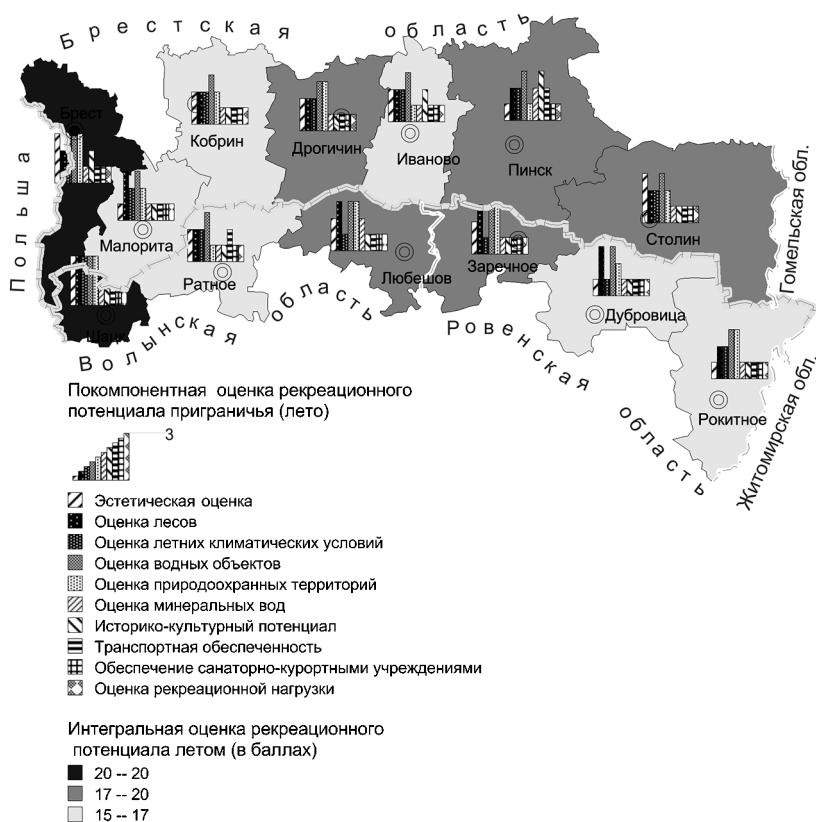 Брестская область
Брест
Кобрин
Дрогичин
Иваново
Пинск
Польша
Гомельская обл.
Малорита
Столин
Ратное
Любешов
Заречное
Шацк
Дубровица
Волынская область
Ровенская область
Рокитное
Житомирская обл.
Покомпонентная оценка рекреационного
потенциала приграничья (лето)
3
Эстетическая оценка
Оценка лесов
Оценка летних климатических условий
Оценка водных объектов
Оценка природоохранных территорий
Оценка минеральных вод
Историко-культурный потенциал
Транспортная обеспеченность
Обеспечение санаторно-курортными учреждениями
Оценка рекреационной нагрузки
Интегральная оценка рекреационного
потенциала летом (в баллах)
20 -- 20
17 -- 20
15 -- 17